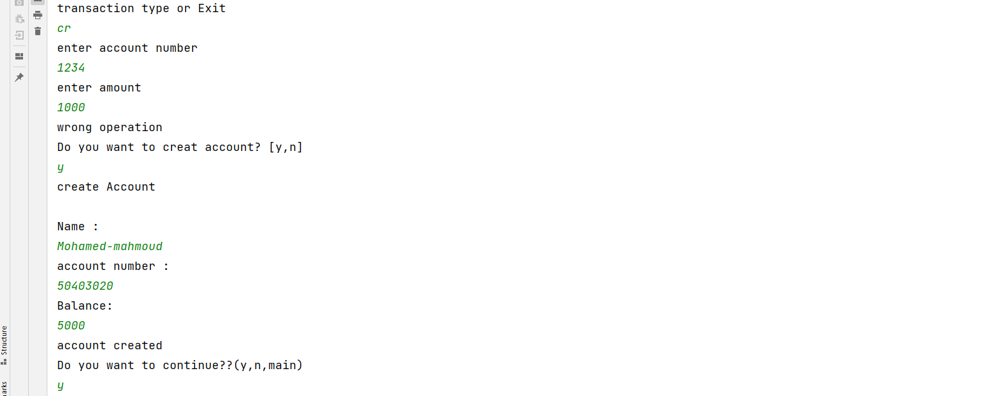 transaction type or Exit
cr
enter account number
1234
enter amount
1000
wrong operation
Do you want to creat account? [y,n]
y
create Account
Name :
Mohamed-mahmoud
account number :
50403020
Balance:
5000
account created
Do you want to continue??(y,n,main)
y
Structure